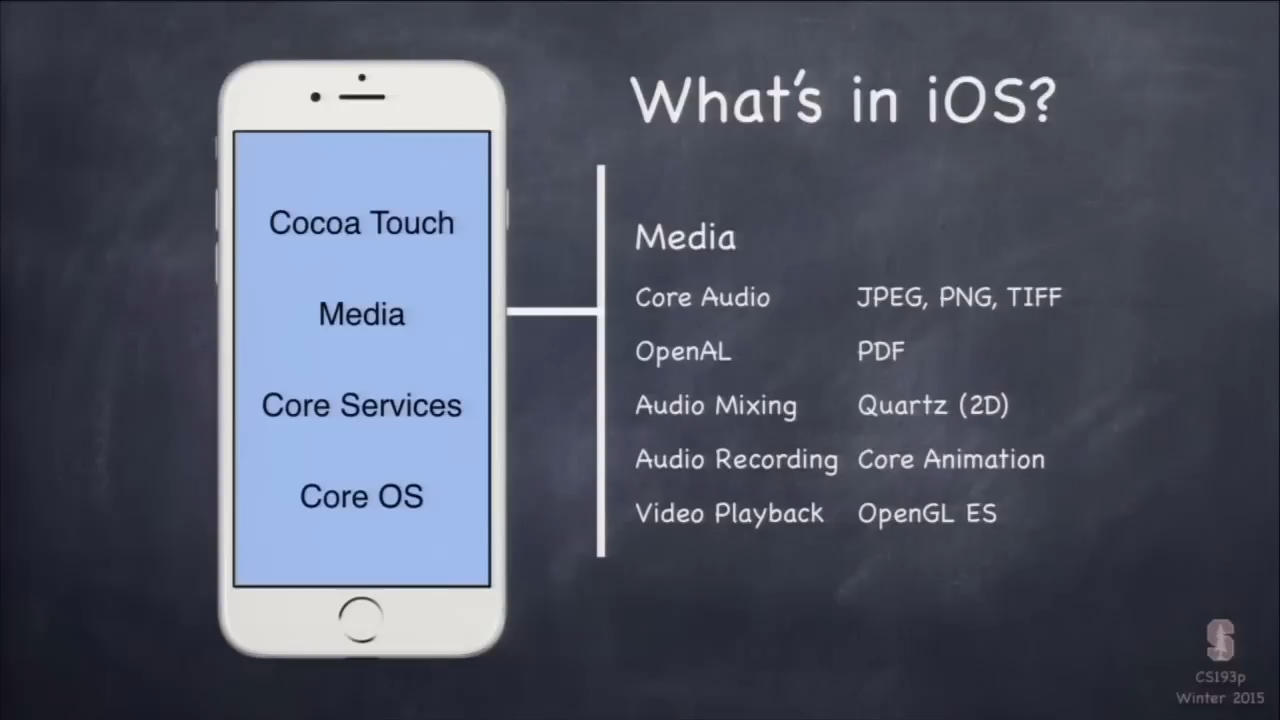 What's in iOS?
Cocoa Touch
Media
Core Services
Core OS
Media
Core Audio
OpenAL
Audio Mixing
Audio Recording
Video Playback
JPEG, PNG, TIFF
PDF
Quartz (2D)
Core Animation
OpenGL ES
S
CS193p
Winter 2015